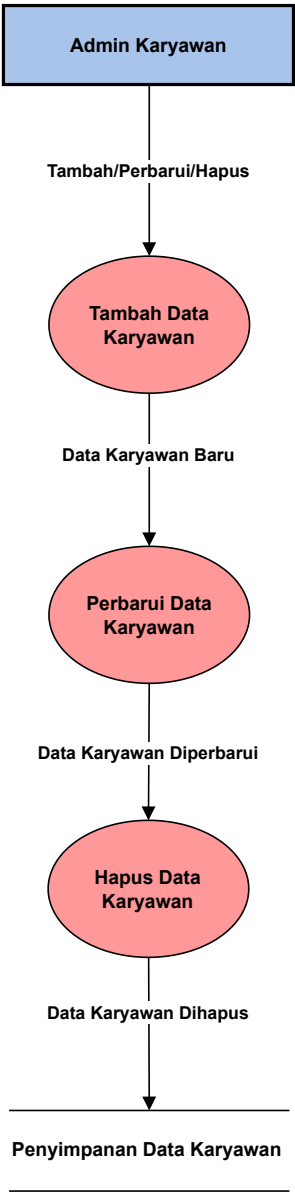 Admin Karyawan
Tambah/Perbarui/Hapus
Tambah Data
Karyawan
Data Karyawan Baru
Perbarui Data
Karyawan
Data Karyawan Diperbarui
Hapus Data
Karyawan
Data Karyawan Dihapus
Penyimpanan Data Karyawan